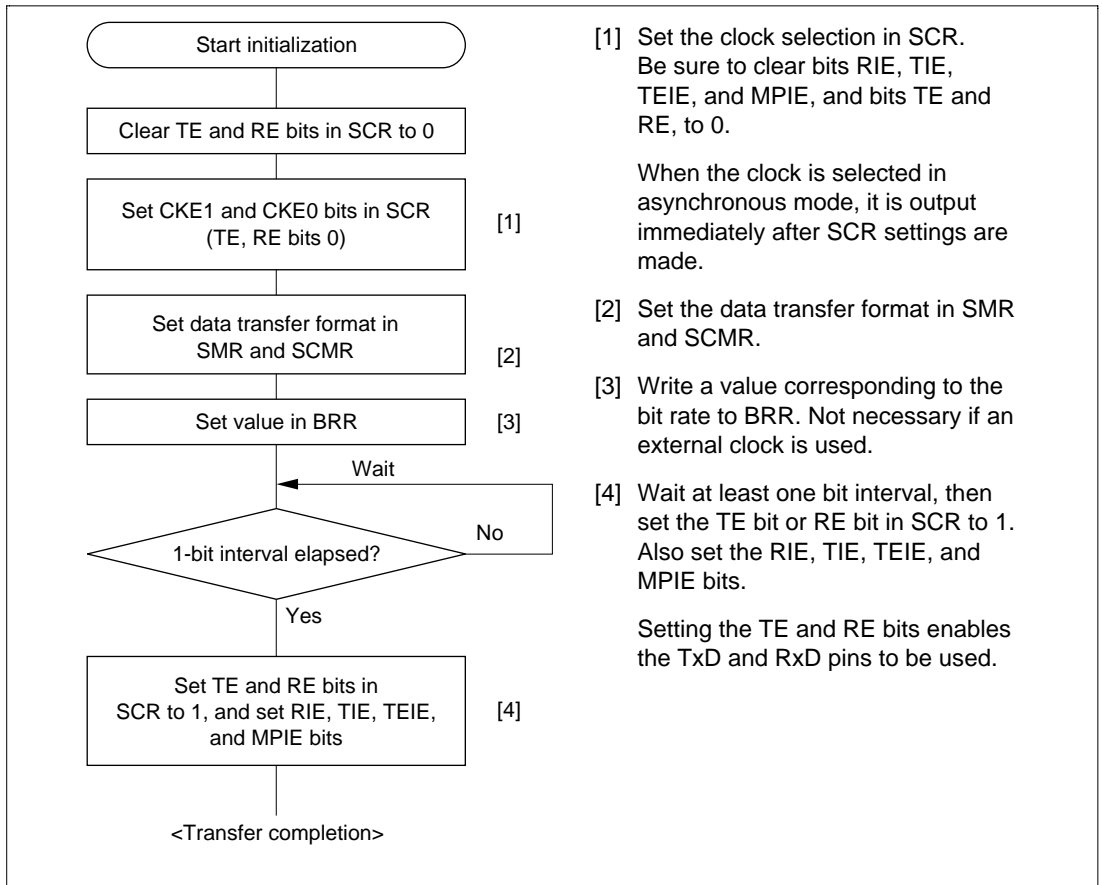 Start initialization
Clear TE and RE bits in SCR to 0
Set CKE1 and CKE0 bits in SCR
(TE, RE bits 0)
[1]
Set data transfer format in
SMR and SCMR
[2]
Set value in BRR
[3]
Wait
1-bit interval elapsed?
No
Yes
Set TE and RE bits in
SCR to 1, and set RIE, TIE, TEIE,
and MPIE bits
[4]
<Transfer completion>
[1] Set the clock selection in SCR.
Be sure to clear bits RIE, TIE,
TEIE, and MPIE, and bits TE and
RE, to 0.
When the clock is selected in
asynchronous mode, it is output
immediately after SCR settings are
made.
[2] Set the data transfer format in SMR
and SCMR.
[3] Write a value corresponding to the
bit rate to BRR. Not necessary if an
external clock is used.
[4] Wait at least one bit interval, then
set the TE bit or RE bit in SCR to 1.
Also set the RIE, TIE, TEIE, and
MPIE bits.
Setting the TE and RE bits enables
the TxD and RxD pins to be used.